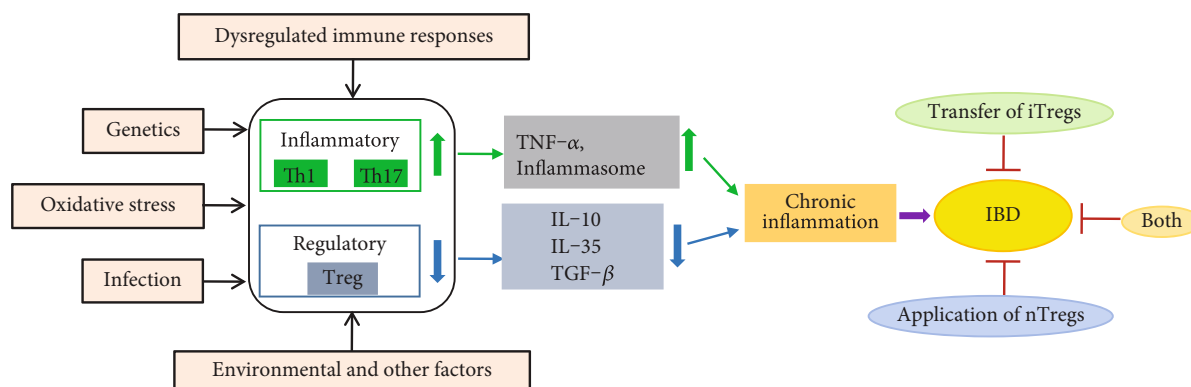 Dysregulated immune responses
Genetics
Oxidative stress
Infection
Inflammatory
Th1 Th17
Regulatory
Treg
Environmental and other factors
TNF-α,
Inflammasome
IL-10
IL-35
TGF-β
Chronic
inflammation
Transfer of iTregs
IBD
Both
Application of nTregs